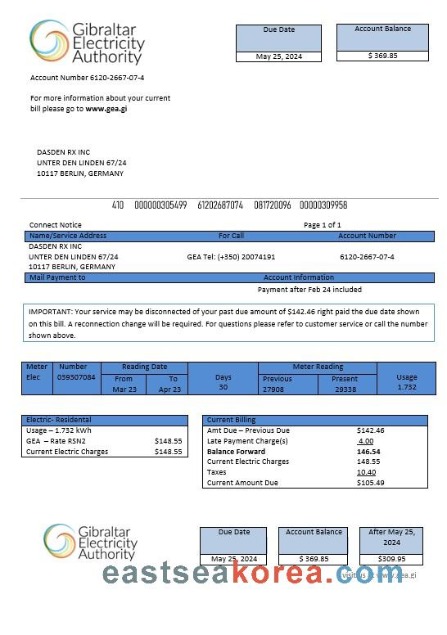 Gibraltar
Electricity
Authority
Due Date
May 25, 2024
Account Balance
$ 369.85
Account Number 6120-2667-07-4
For more information about your current
bill please go to www.gea.gi
DASDEN RX INC
UNTER DEN LINDEN 67/24
10117 BERLIN, GERMANY
410 000000305499 61202687074 081720096 00000309958
Connect Notice Page 1 of 1
Name/Service Address For Call Account Number
DASDEN RX INC
UNTER DEN LINDEN 67/24 GEA Tel: (+350) 20074191 6120-2667-07-4
10117 BERLIN, GERMANY
Mail Payment to Account Information
Payment after Feb 24 included
IMPORTANT: Your service may be disconnected of your past due amount of $142.46 right paid the due date shown
on this bill. A reconnection change will be required. For questions please refer to customer service or call the number
shown above.
Meter Number Reading Date Days Meter Reading Usage
Elec 039307084 From To 30 Previous Present 1.732
Mar 23 Apr 23 27908 29338
Electric- Residental
Usage – 1.732 kWh
GEA – Rate RSN2 $148.55
Current Electric Charges $148.55
Current Billing
Amt Due – Previous Due $142.46
Late Payment Charge(s) 4.00
Balance Forward 146.54
Current Electric Charges 148.55
Taxes 10.40
Current Amount Due $105.49
Gibraltar
Electricity
Authority
Due Date
May 25, 2024
Account Balance
$ 369.85
After May 25,
2024
$309.95
visit us at www.gea.gi
eastseakorea.com